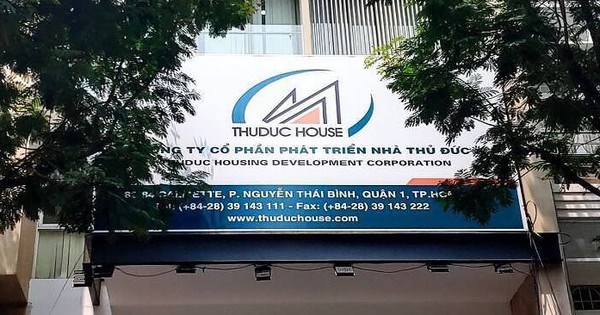 THUDUC HOUSE
TY CỔ PHẦN PHÁT TRIỂN NHÀ THỦ ĐỨC
HOUSING DEVELOPMENT CORPORATION
P. NGUYỄN THÁI BÌNH, QUẬN 1,
(+84-28) 39 143 111 - Fax: (+84-28) 39 143 222
www.thuduchouse.com